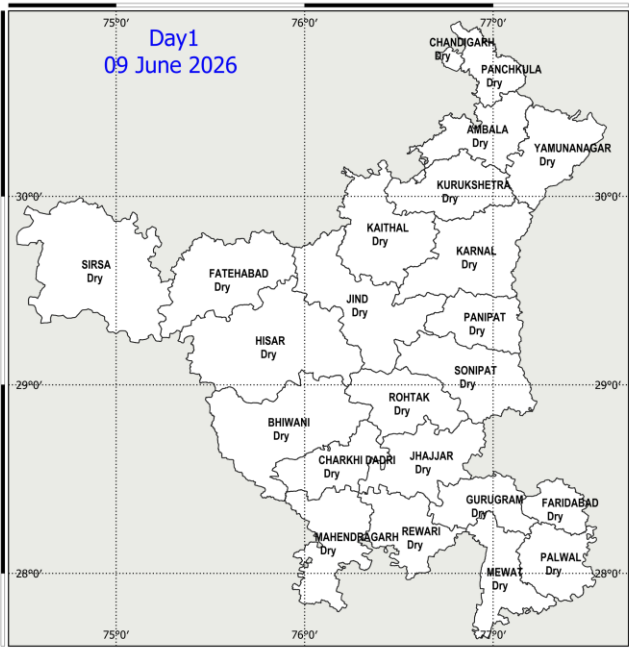 75°0'
76°0'
77°0'
Day1
09 June 2026
CHANDIGARH
Dry
PANCHKULA
Dry
AMBALA
Dry
YAMUNANAGAR
Dry
KURUKSHETRA
Dry
30°0'
30°0'
KAITHAL
Dry
KARNAL
Dry
SIRSA
Dry
FATEHABAD
Dry
JIND
Dry
PANIPAT
Dry
HISAR
Dry
SONIPAT
Dry
29°0'
29°0'
ROHTAK
Dry
BHIWANI
Dry
CHARKHI DADRI
Dry
JHAJJAR
Dry
GURUGRAM
Dry
FARIDABAD
Dry
MAHENDRAGARH
Dry
REWARI
Dry
PALWAL
Dry
MEWAT
Dry
28°0'
28°0'
75°0'
76°0'
77°0'